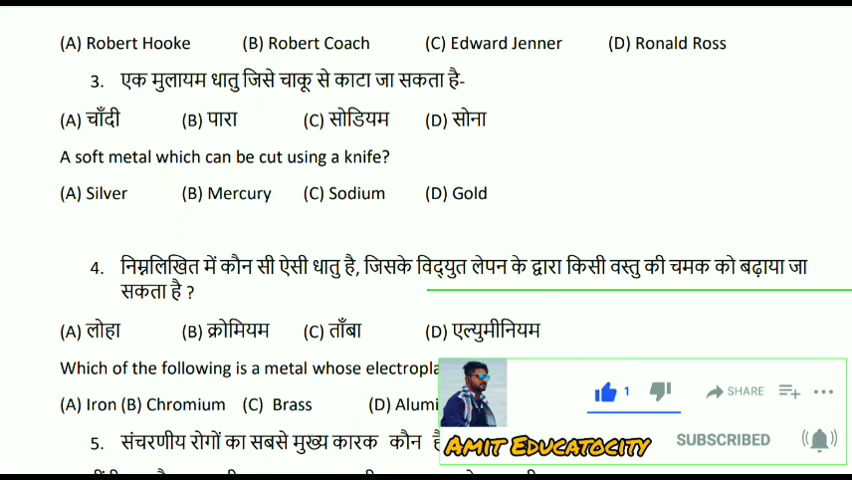 (A) Robert Hooke (B) Robert Coach (C) Edward Jenner (D) Ronald Ross
3. एक मुलायम धातु जिसे चाकू से काटा जा सकता है-
(A) चाँदी (B) पारा (C) सोडियम (D) सोना
A soft metal which can be cut using a knife?
(A) Silver (B) Mercury (C) Sodium (D) Gold
4. निम्नलिखित में कौन सी ऐसी धातु है, जिसके विद्युत लेपन के द्वारा किसी वस्तु की चमक को बढ़ाया जा
सकता है ?
(A) लोहा (B) क्रोमियम (C) ताँबा (D) एल्युमीनियम
Which of the following is a metal whose electropla
(A) Iron (B) Chromium (C) Brass (D) Alumi
1 SHARE
5. संचरणीय रोगों का सबसे मुख्य कारक कौन
AMIT EDUCATOCITY SUBSCRIBED